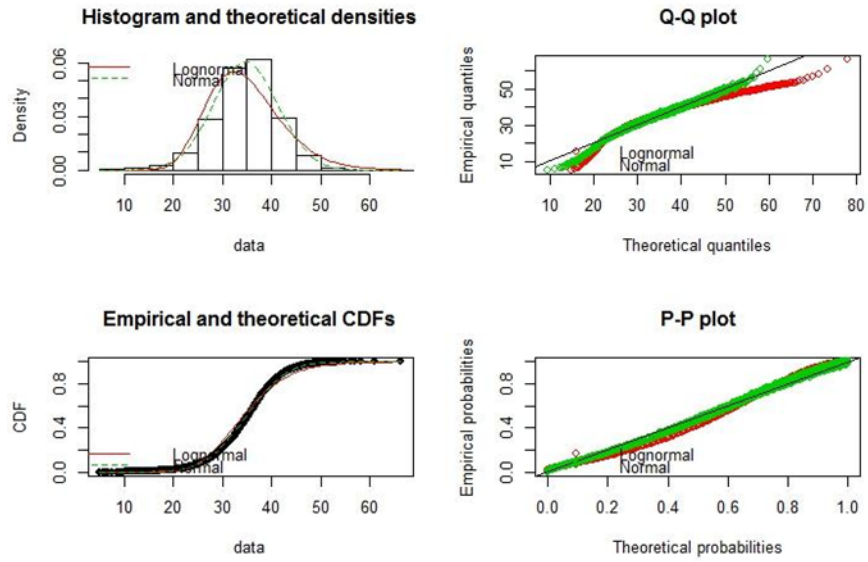 Histogram and theoretical densities
Density
0.00 0.03 0.06
Lognormal
Normal
10 20 30 40 50 60
data
Q-Q plot
Empirical quantiles
10 30 50
Lognormal
Normal
10 20 30 40 50 60 70 80
Theoretical quantiles
Empirical and theoretical CDFs
CDF
0.0 0.4 0.8
Lognormal
Normal
10 20 30 40 50 60
data
P-P plot
Empirical probabilities
0.0 0.4 0.8
Lognormal
Normal
0.0 0.2 0.4 0.6 0.8 1.0
Theoretical probabilities